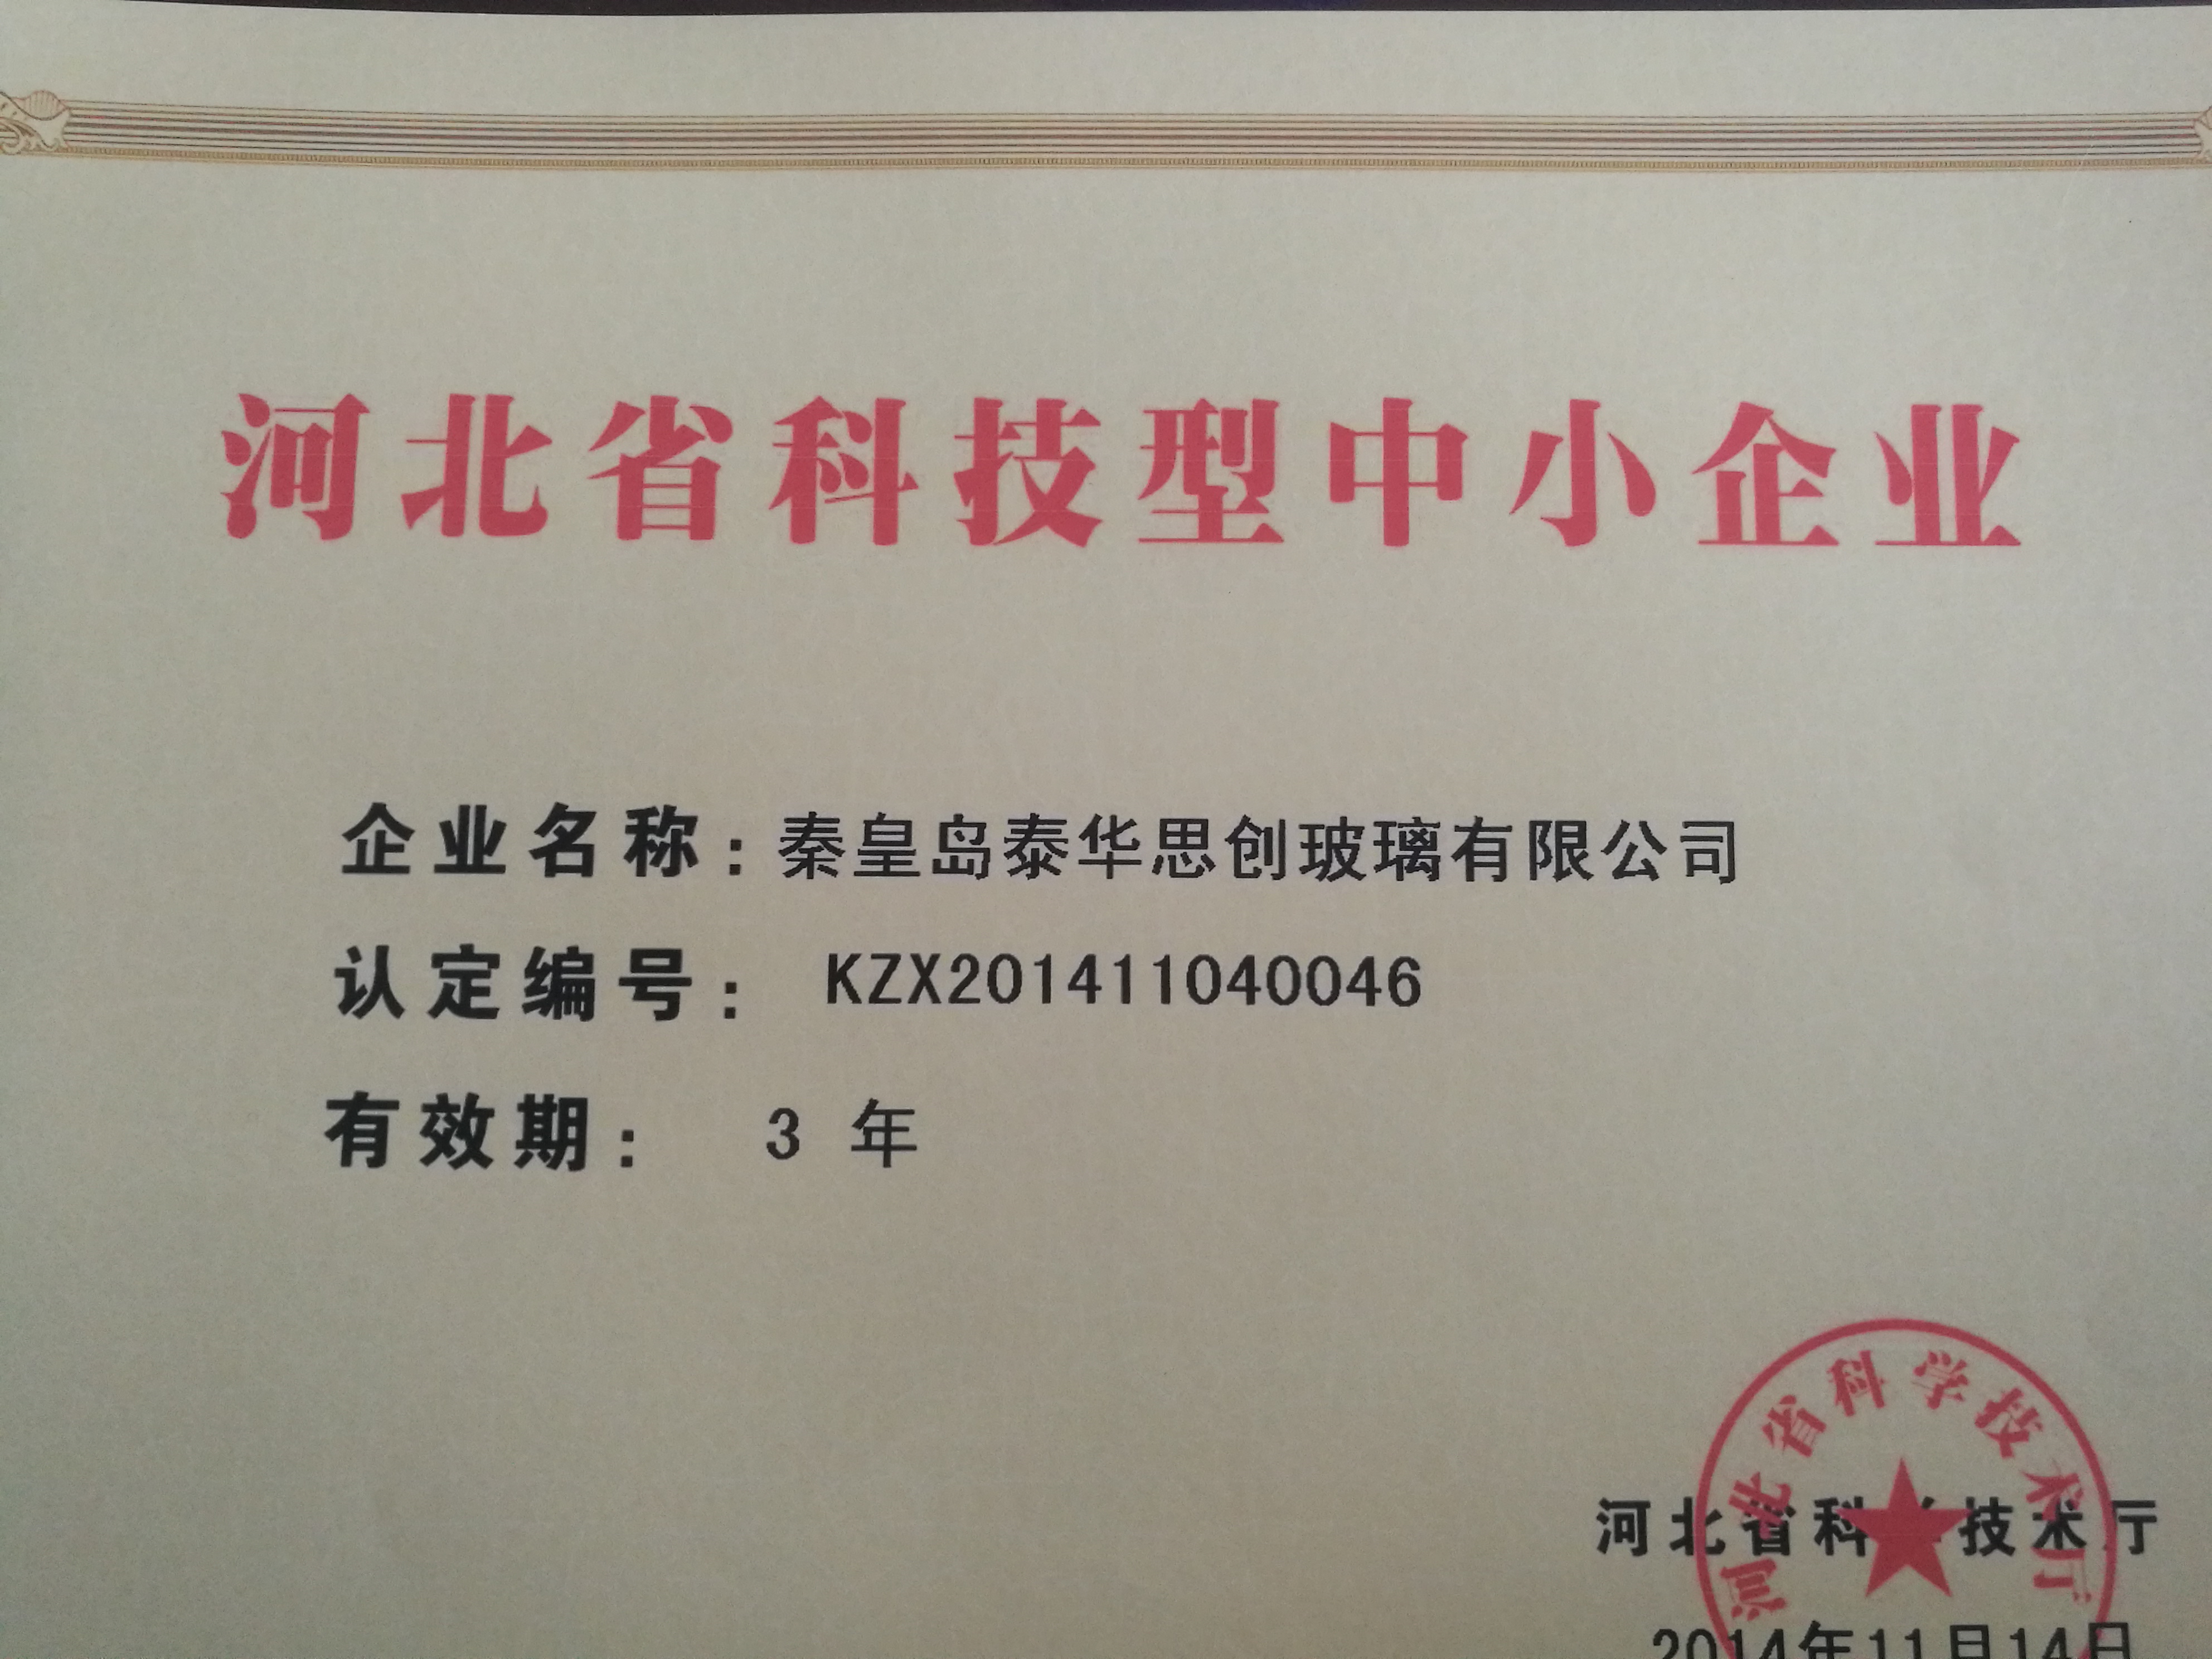 河北省科技型中小企业
企业名称：秦皇岛泰华思创玻璃有限公司
认定编号： KZX201411040046
有效期： 3 年
河北省科学技术厅
河北省科学技术厅
2014年11月14日